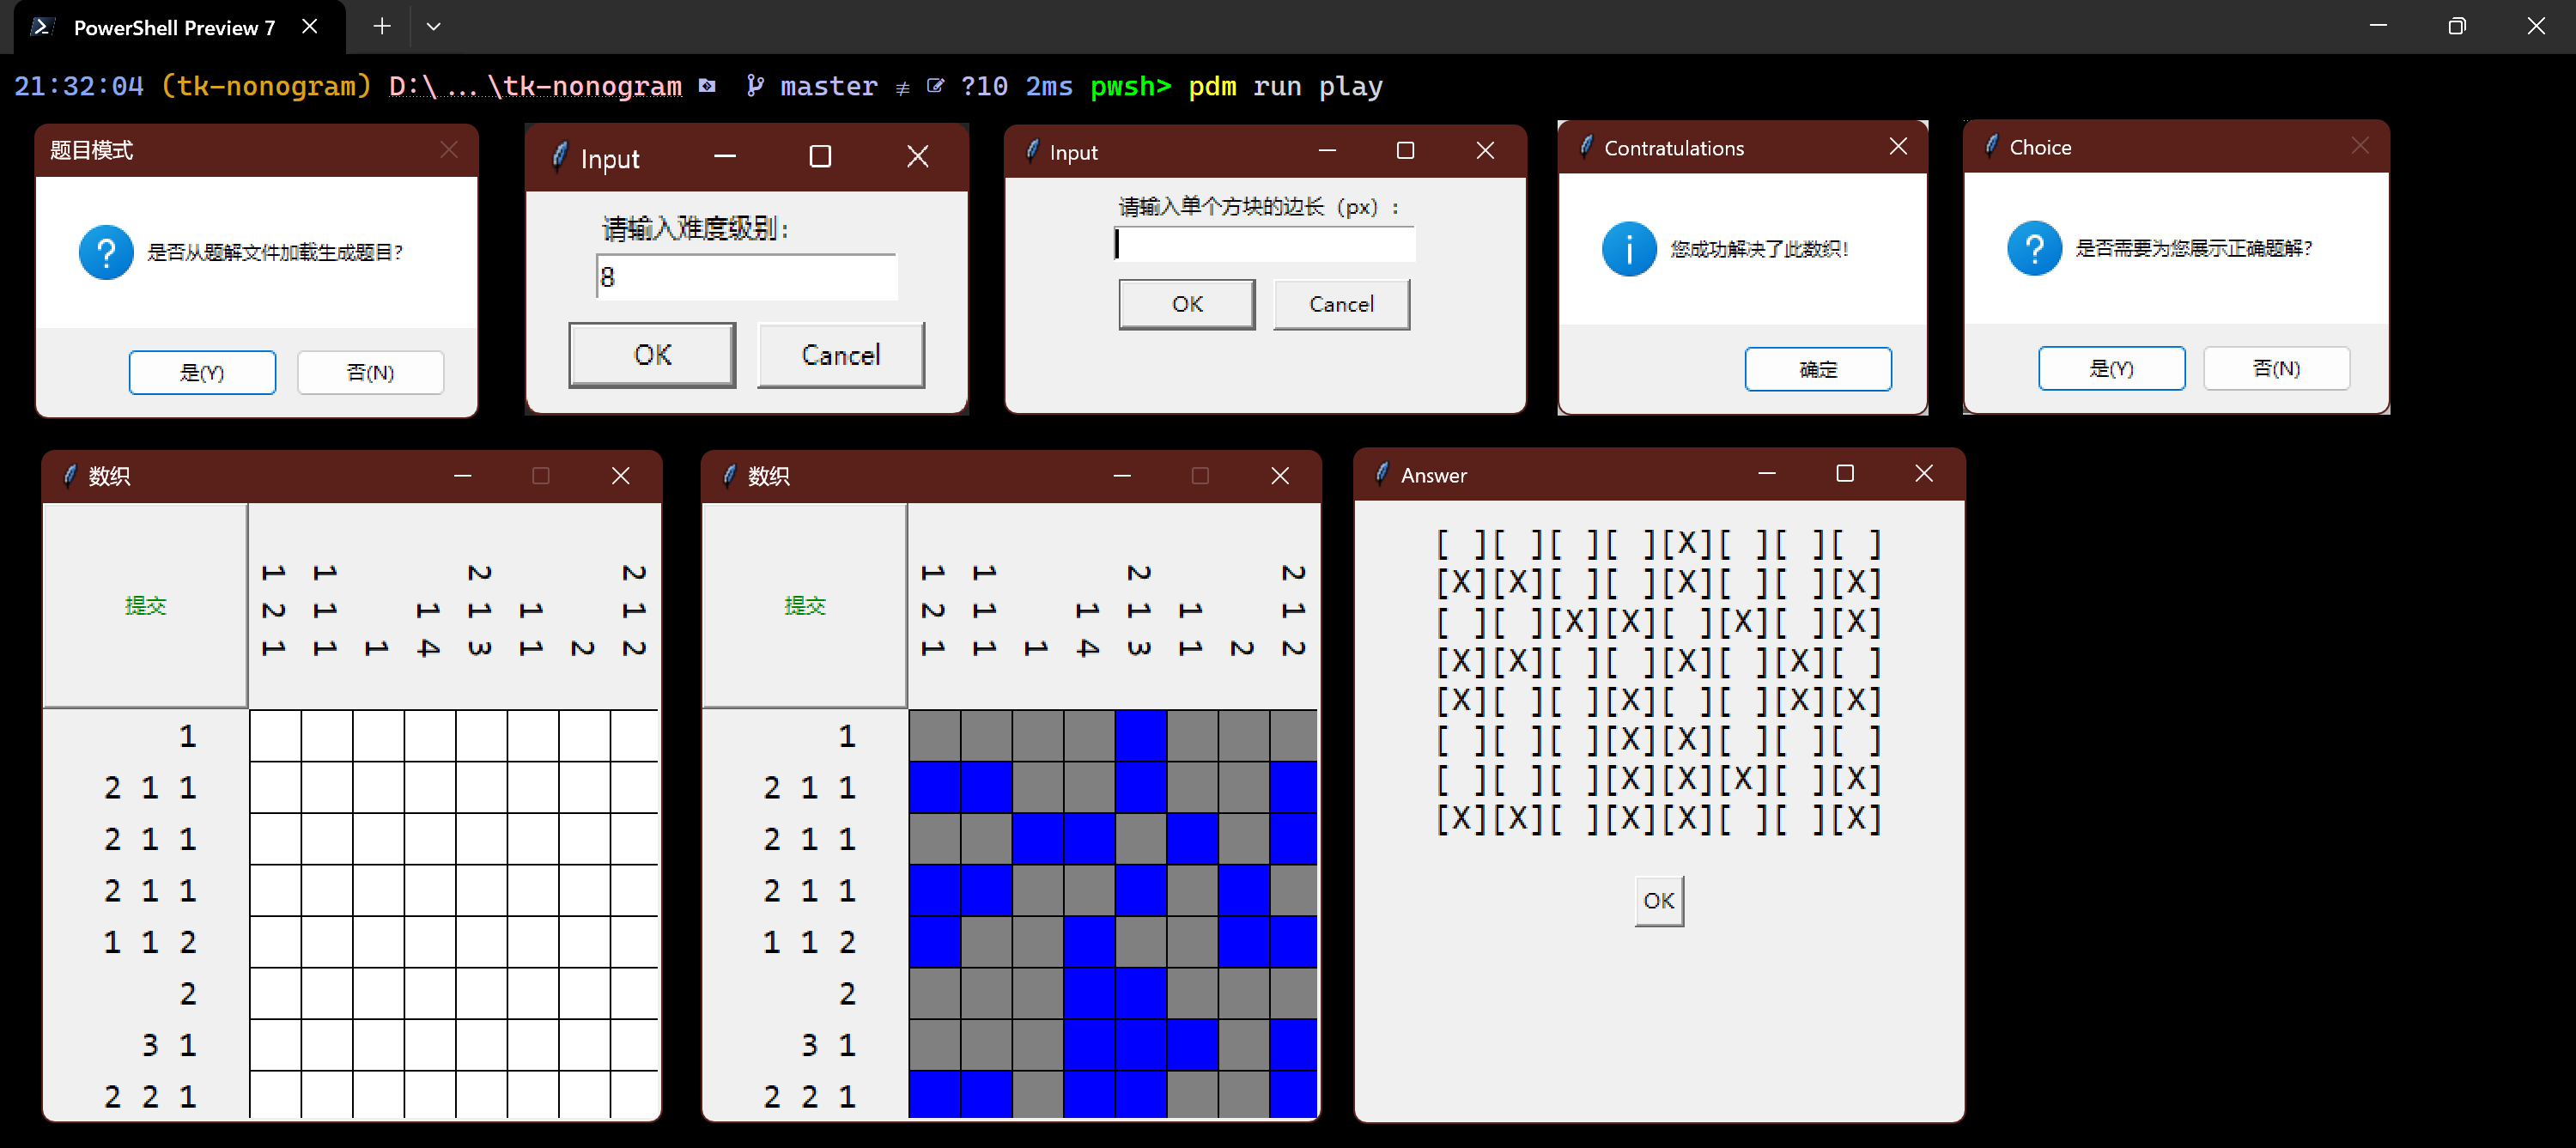 PowerShell Preview 7
21:32:04 (tk-nonogram) D:\ … \tk-nonogram master ≢ ?10 2ms pwsh> pdm run play
题目模式
是否从题解文件加载生成题目?
是(Y) 否(N)
Input
请输入难度级别:
8
OK Cancel
Input
请输入单个方块的边长（px）:
OK Cancel
Contratulations
您成功解决了此数织!
确定
Choice
是否需要为您展示正确题解?
是(Y) 否(N)
数织
提交
1 1 2 2
2 1 1 1 1 1
1 1 1 4 3 1 2 2
1
2 1 1
2 1 1
2 1 1
1 1 2
2
3 1
2 2 1
数织
提交
1 1 2 2
2 1 1 1 1 1
1 1 1 4 3 1 2 2
1
2 1 1
2 1 1
2 1 1
1 1 2
2
3 1
2 2 1
Answer
[ ][ ][ ][ ][X][ ][ ][ ]
[X][X][ ][ ][X][ ][ ][X]
[ ][ ][X][X][ ][X][ ][X]
[X][X][ ][ ][X][ ][X][ ]
[X][ ][ ][X][ ][ ][X][X]
[ ][ ][ ][X][X][ ][ ][ ]
[ ][ ][ ][X][X][X][ ][X]
[X][X][ ][X][X][ ][ ][X]
OK